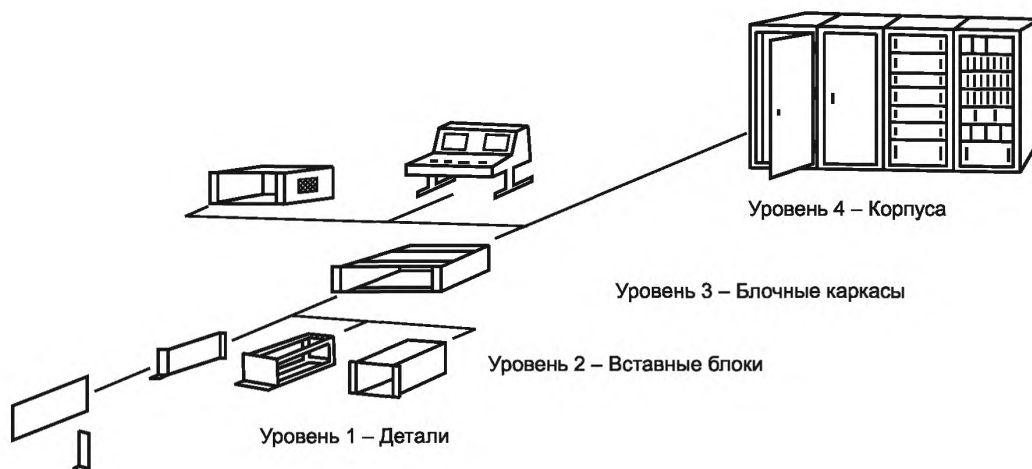 Уровень 4 – Корпуса
Уровень 3 – Блочные каркасы
Уровень 2 – Вставные блоки
Уровень 1 – Детали